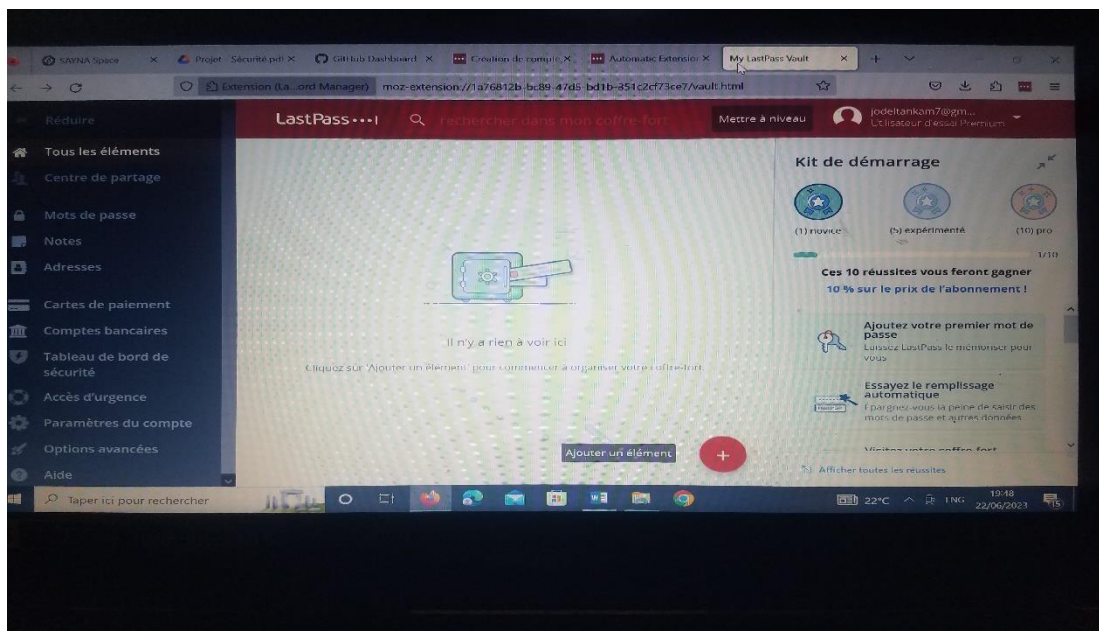 SAYNA Space
Projet Sécurité.pdf
GitHub Dashboard
Création de compte
Automatic Extension
My LastPass Vault
Extension (La...ord Manager)
moz-extension://1a76812b-bc89-47d5-bd1b-351c2cf73ce7/vault.html
Réduire
LastPass
rechercher dans mon coffre-fort
Mettre à niveau
jodeltankam7@gm...
Utilisateur d'essai Premium
Tous les éléments
Centre de partage
Mots de passe
Notes
Adresses
Cartes de paiement
Comptes bancaires
Tableau de bord de
sécurité
Accès d'urgence
Paramètres du compte
Options avancées
Aide
Il n'y a rien à voir ici
Cliquez sur 'Ajouter un élément' pour commencer à organiser votre coffre-fort.
Ajouter un élément
Kit de démarrage
(1) novice
(5) expérimenté
(10) pro
1/10
Ces 10 réussites vous feront gagner
10 % sur le prix de l'abonnement !
Ajoutez votre premier mot de
passe
Laissez LastPass le mémoriser pour
vous
Essayez le remplissage
automatique
Épargnez-vous la peine de saisir des
mots de passe et autres données
Visitez votre coffre-fort
Afficher toutes les réussites
Taper ici pour rechercher
22°C
ENG
19:48
22/06/2023